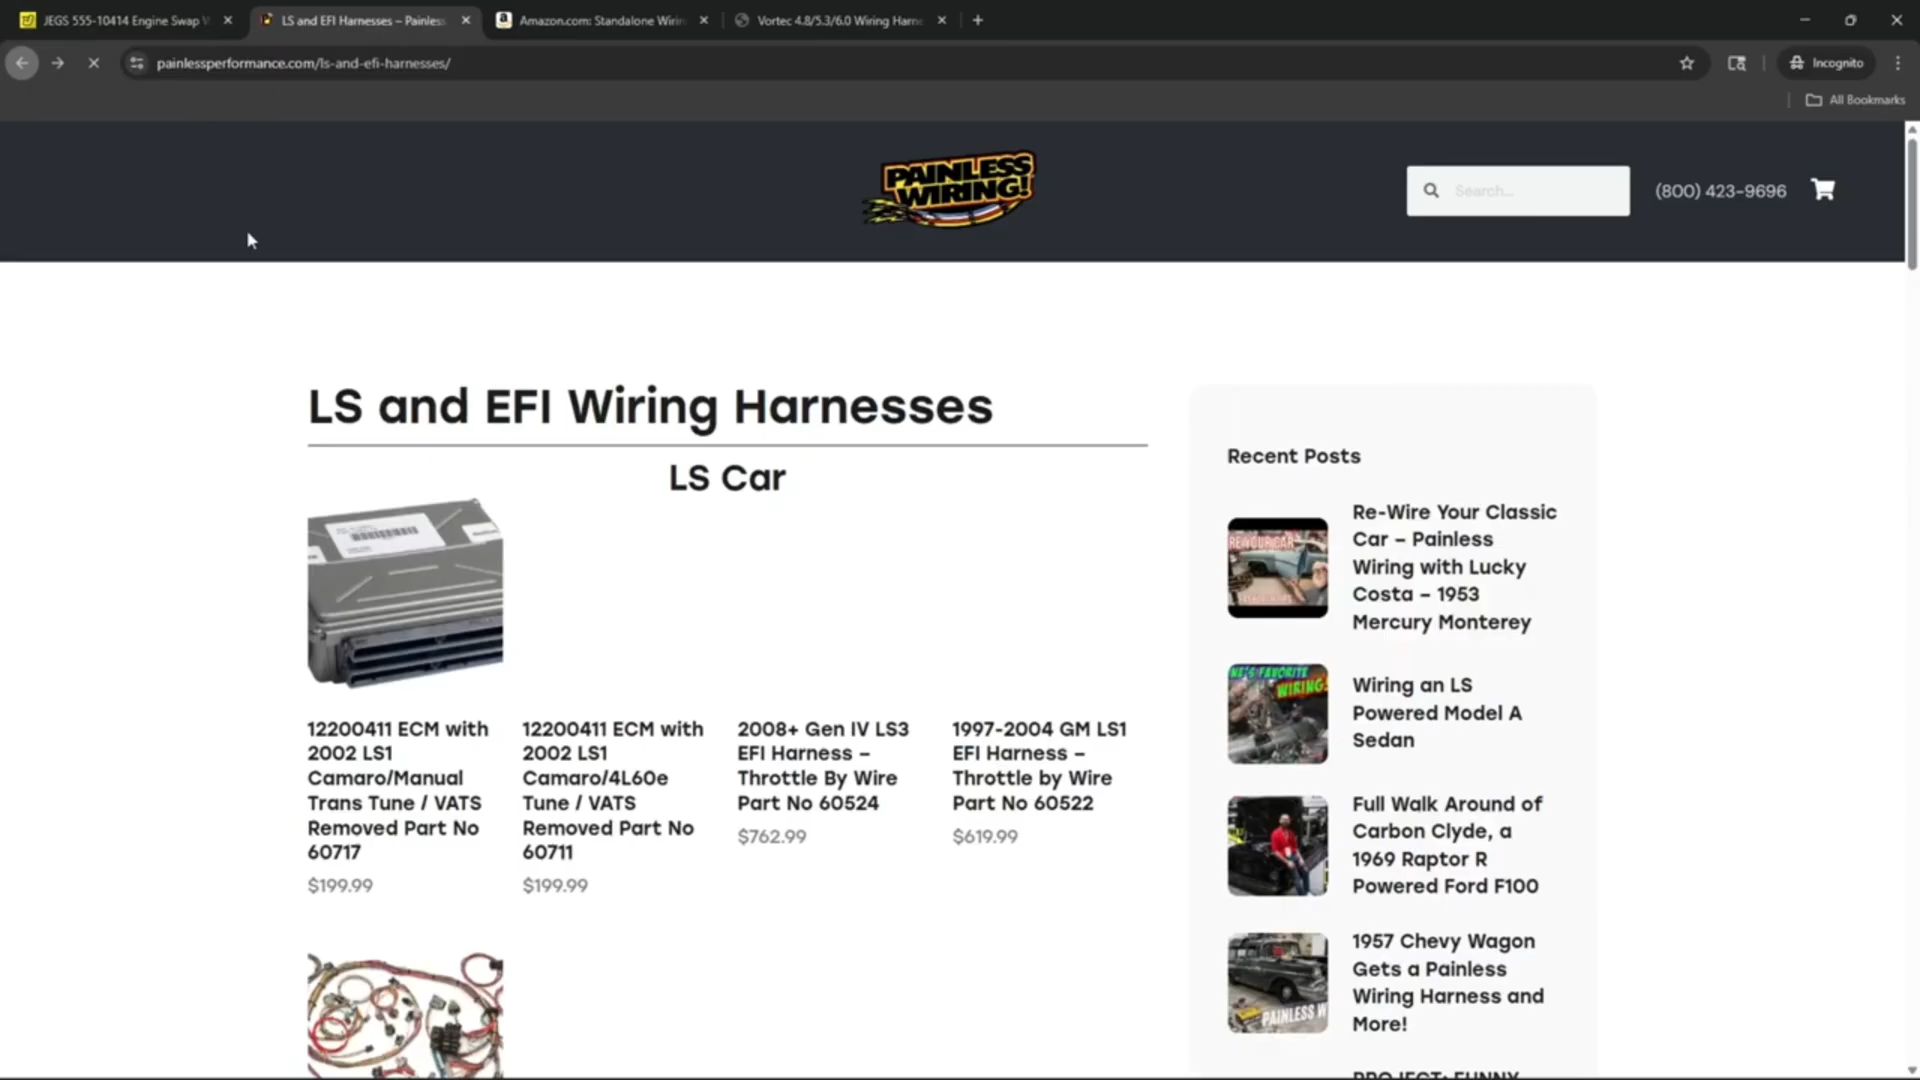 JEGS 555-10414 Engine Swap W
LS and EFI Harnesses – Painless
Amazon.com: Standalone Wirin
Vortec 4.8/5.3/6.0 Wiring Harn
painlessperformance.com/ls-and-efi-harnesses/
Incognito
All Bookmarks
PAINLESS
WIRING!
Search...
(800) 423-9696
LS and EFI Wiring Harnesses
LS Car
12200411 ECM with
2002 LS1
Camaro/Manual
Trans Tune / VATS
Removed Part No
60717
$199.99
12200411 ECM with
2002 LS1
Camaro/4L60e
Tune / VATS
Removed Part No
60711
$199.99
2008+ Gen IV LS3
EFI Harness –
Throttle By Wire
Part No 60524
$762.99
1997-2004 GM LS1
EFI Harness –
Throttle by Wire
Part No 60522
$619.99
Recent Posts
Re-Wire Your Classic
Car – Painless
Wiring with Lucky
Costa – 1953
Mercury Monterey
NE'S FAVORITE
WIRING!
Wiring an LS
Powered Model A
Sedan
Full Walk Around of
Carbon Clyde, a
1969 Raptor R
Powered Ford F100
PAINLESS W
1957 Chevy Wagon
Gets a Painless
Wiring Harness and
More!
PROJECT: FUNNY